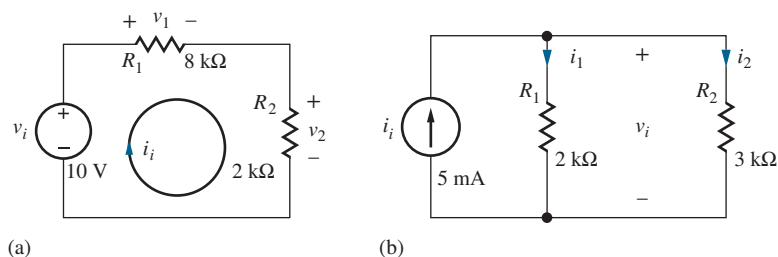 + v1 −
R1 8 kΩ
vi + − 10 V
ii
R2 + v2 −
2 kΩ
(a)
ii 5 mA
i1
R1
2 kΩ
+ vi −
i2
R2
3 kΩ
(b)